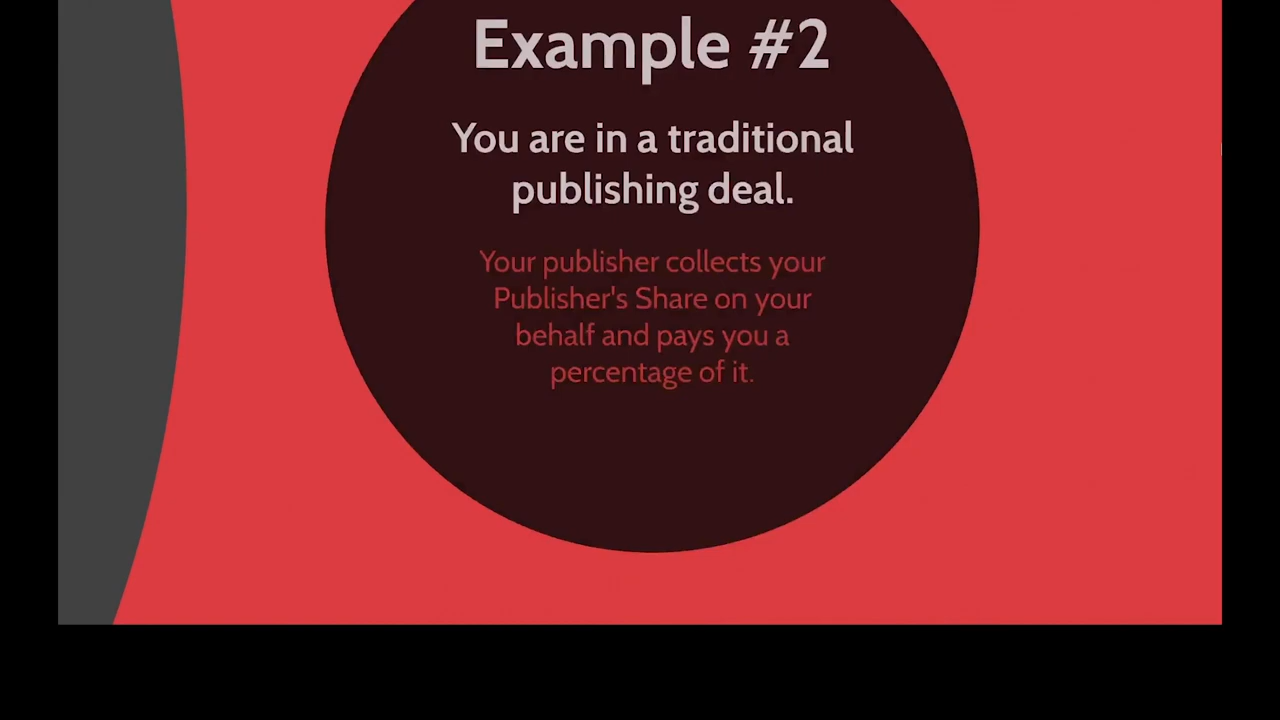 Example #2
You are in a traditional
publishing deal.
Your publisher collects your
Publisher's Share on your
behalf and pays you a
percentage of it.